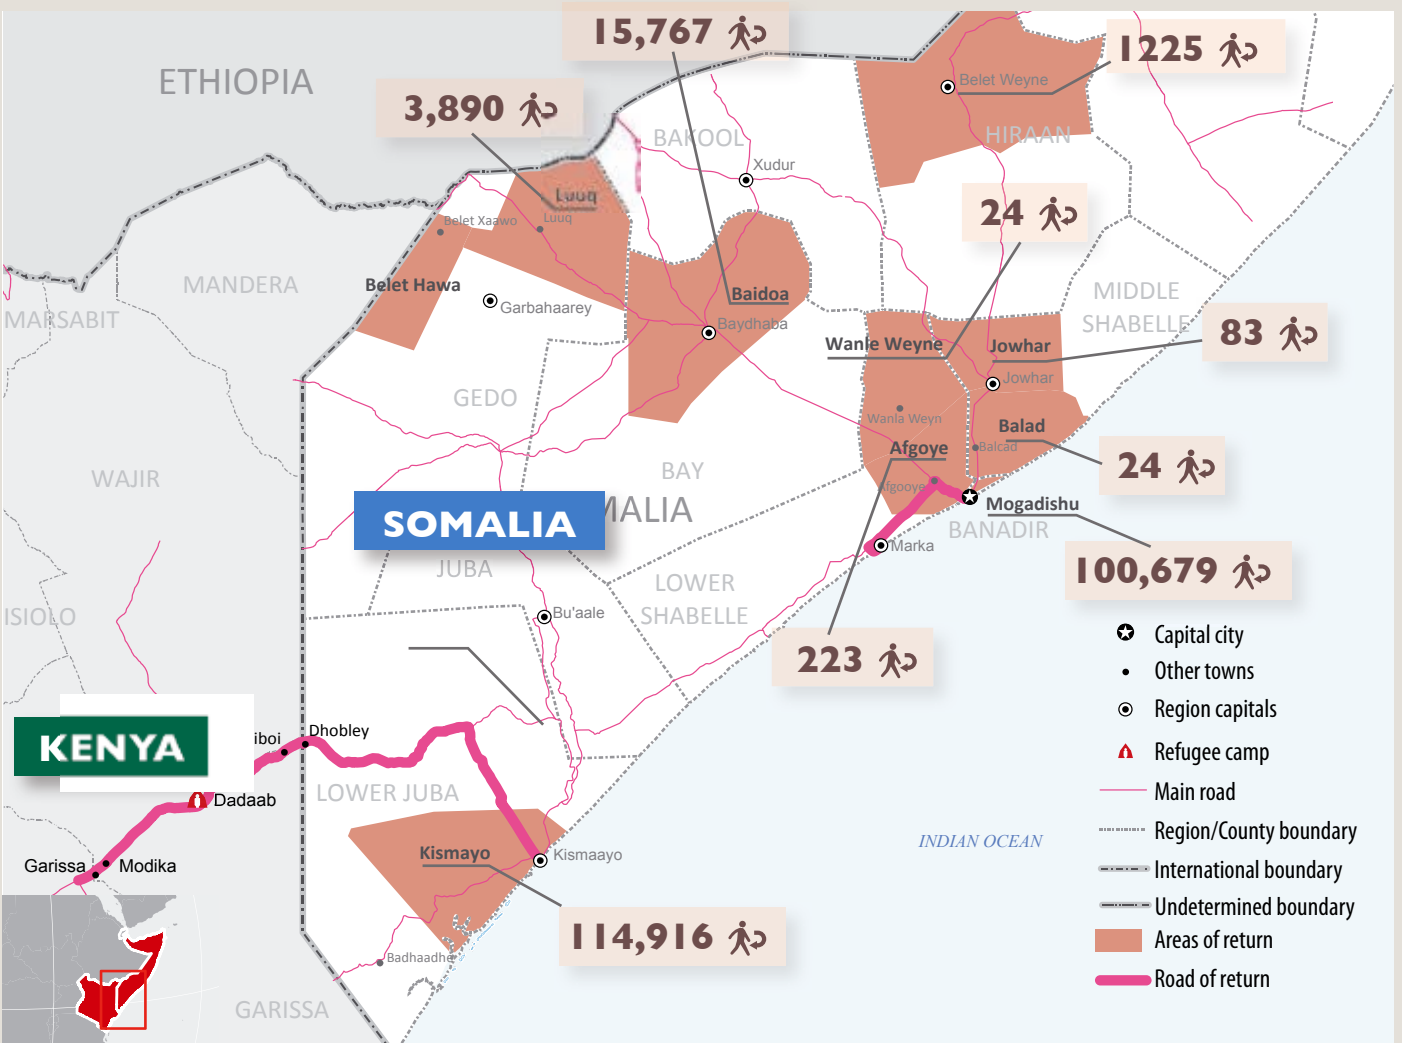 15,767
1225
ETHIOPIA
3,890
Belet Weyne
HIRAAN
BAKOOL
Xudur
24
Luuq
Luuq
Belet Xaawo
MANDERA
Belet Hawa
Garbahaarey
Baidoa
Baydhaba
MIDDLE
SHABELLE
MARSABIT
83
Wanle Weyne
Jowhar
Jowhar
GEDO
Wanla Weyn
Balad
Balcad
Afgoye
24
WAJIR
BAY
Afgooye
SOMALIA
MALIA
Mogadishu
BANADIR
Marka
JUBA
100,679
LOWER
SHABELLE
ISIOLO
Bu'aale
223
Capital city
Other towns
Region capitals
Refugee camp
Main road
Region/County boundary
International boundary
Undetermined boundary
Areas of return
Road of return
KENYA
iboi
Dhobley
Dadaab
LOWER JUBA
INDIAN OCEAN
Garissa
Modika
Kismayo
Kismaayo
114,916
Badhaadhe
GARISSA